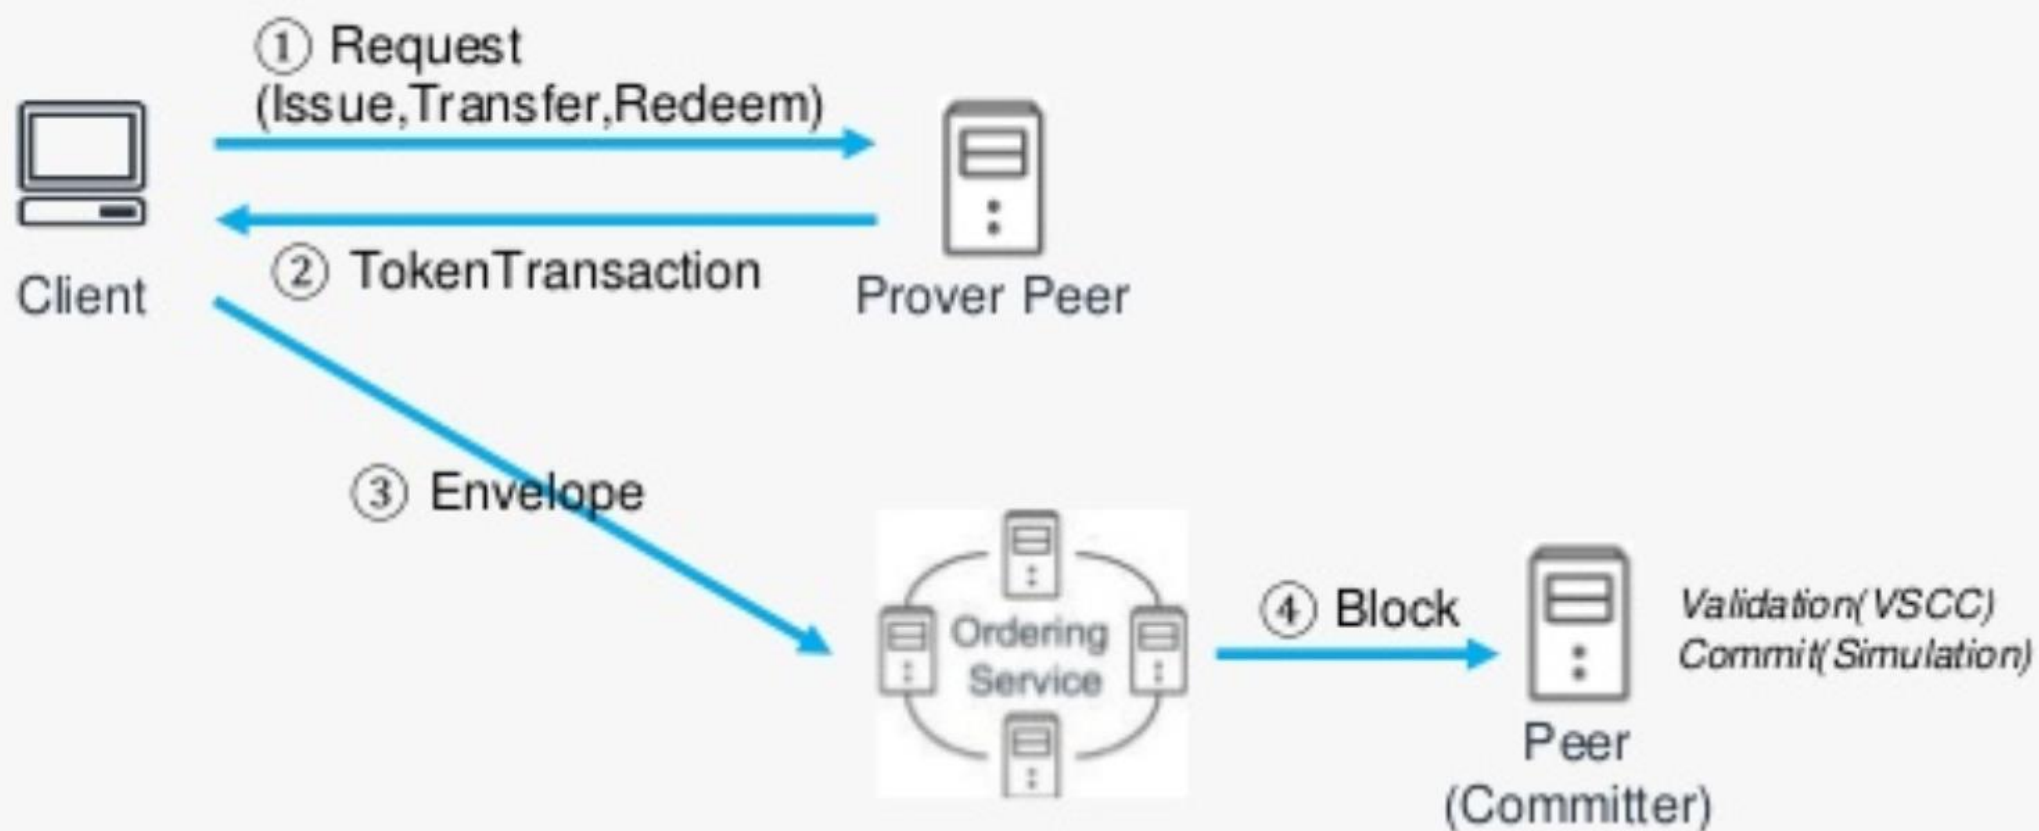 ① Request
(Issue,Transfer,Redeem)
Client
② TokenTransaction
Prover Peer
③ Envelope
Ordering
Service
④ Block
Validation(VSCC)
Commit(Simulation)
Peer
(Committer)